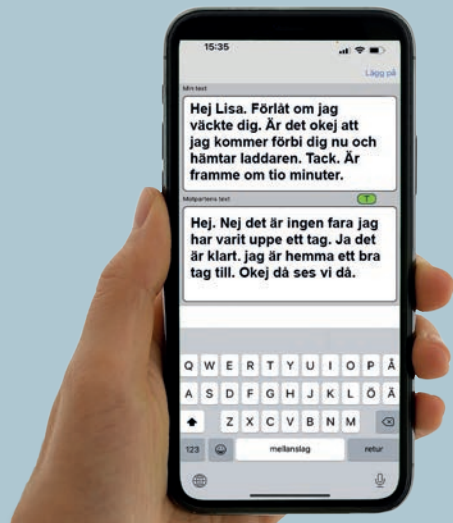 15:35
Lägg på
Min text
Hej Lisa. Förlåt om jag
väckte dig. Är det okej att
jag kommer förbi dig nu och
hämtar laddaren. Tack. Är
framme om tio minuter.
Motpartens text
T
Hej. Nej det är ingen fara jag
har varit uppe ett tag. Ja det
är klart. jag är hemma ett bra
tag till. Okej då ses vi då.
Q W E R T Y U I O P Å
A S D F G H J K L Ö Ä
Z X C V B N M
123 mellanslag retur